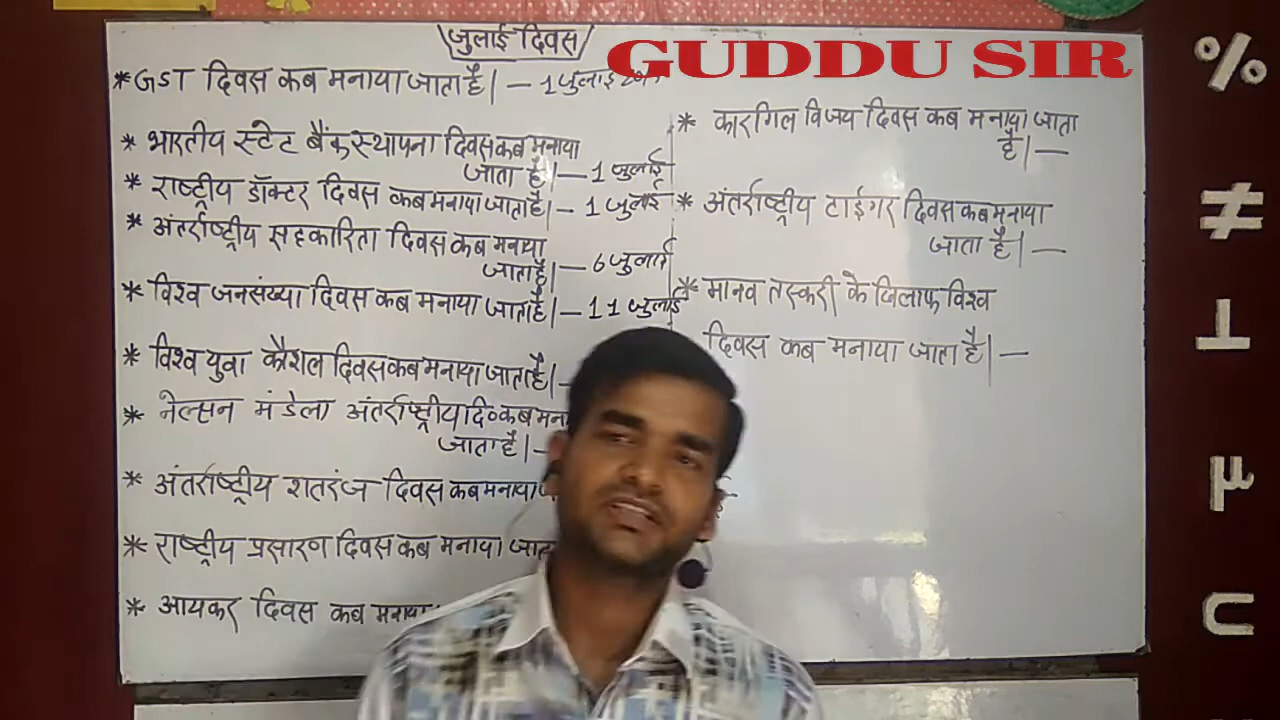 जुलाई दिवस
GUDDU SIR
* GST दिवस कब मनाया जाता है। — 1 जुलाई
* भारतीय स्टेट बैंक स्थापना दिवस कब मनाया
जाता है। — 1 जुलाई
* राष्ट्रीय डॉक्टर दिवस कब मनाया जाता है। — 1 जुलाई
* अंतर्राष्ट्रीय सहकारिता दिवस कब मनाया
जाता है। — 6 जुलाई
* विश्व जनसंख्या दिवस कब मनाया जाता है। — 11 जुलाई
* विश्व युवा कौशल दिवस कब मनाया जाता है। —
* नेल्सन मंडेला अंतर्राष्ट्रीय दि० कब मना
जाता है। —
* अंतर्राष्ट्रीय शतरंज दिवस कब मनाया
* राष्ट्रीय प्रसारण दिवस कब मनाया जात
* आयकर दिवस कब मनाया
* कारगिल विजय दिवस कब मनाया जाता
है। —
* अंतर्राष्ट्रीय टाईगर दिवस कब मनाया
जाता है। —
* मानव तस्करी के खिलाफ विश्व
दिवस कब मनाया जाता है। —
%
≠
⊥
μ
⊂